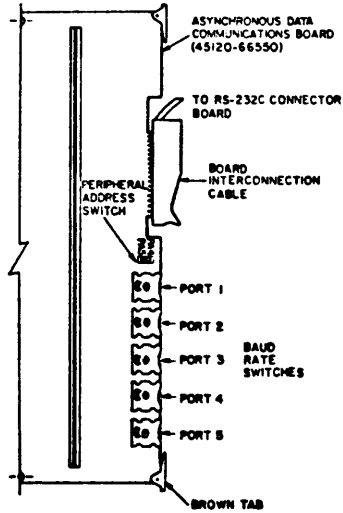 ASYNCHRONOUS DATA
COMMUNICATIONS BOARD
(45120-66550)
TO RS-232C CONNECTOR
BOARD
BOARD
INTERCONNECTION
CABLE
PERIPHERAL
ADDRESS
SWITCH
PORT 1
PORT 2
PORT 3
PORT 4
PORT 5
BAUD
RATE
SWITCHES
BROWN TAB